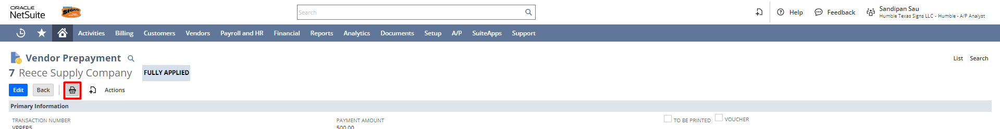 ORACLE
NetSuite
SIGNS
Search
Help
Feedback
Sandipan Sau
Humble Texas Signs LLC - Humble - A/P Analyst
Activities Billing Customers Vendors Payroll and HR Financial Reports Analytics Documents Setup A/P SuiteApps Support
Vendor Prepayment
List Search
7 Reece Supply Company FULLY APPLIED
Edit Back Actions
Primary Information
TRANSACTION NUMBER
VPREP5
PAYMENT AMOUNT
500.00
TO BE PRINTED
VOUCHER